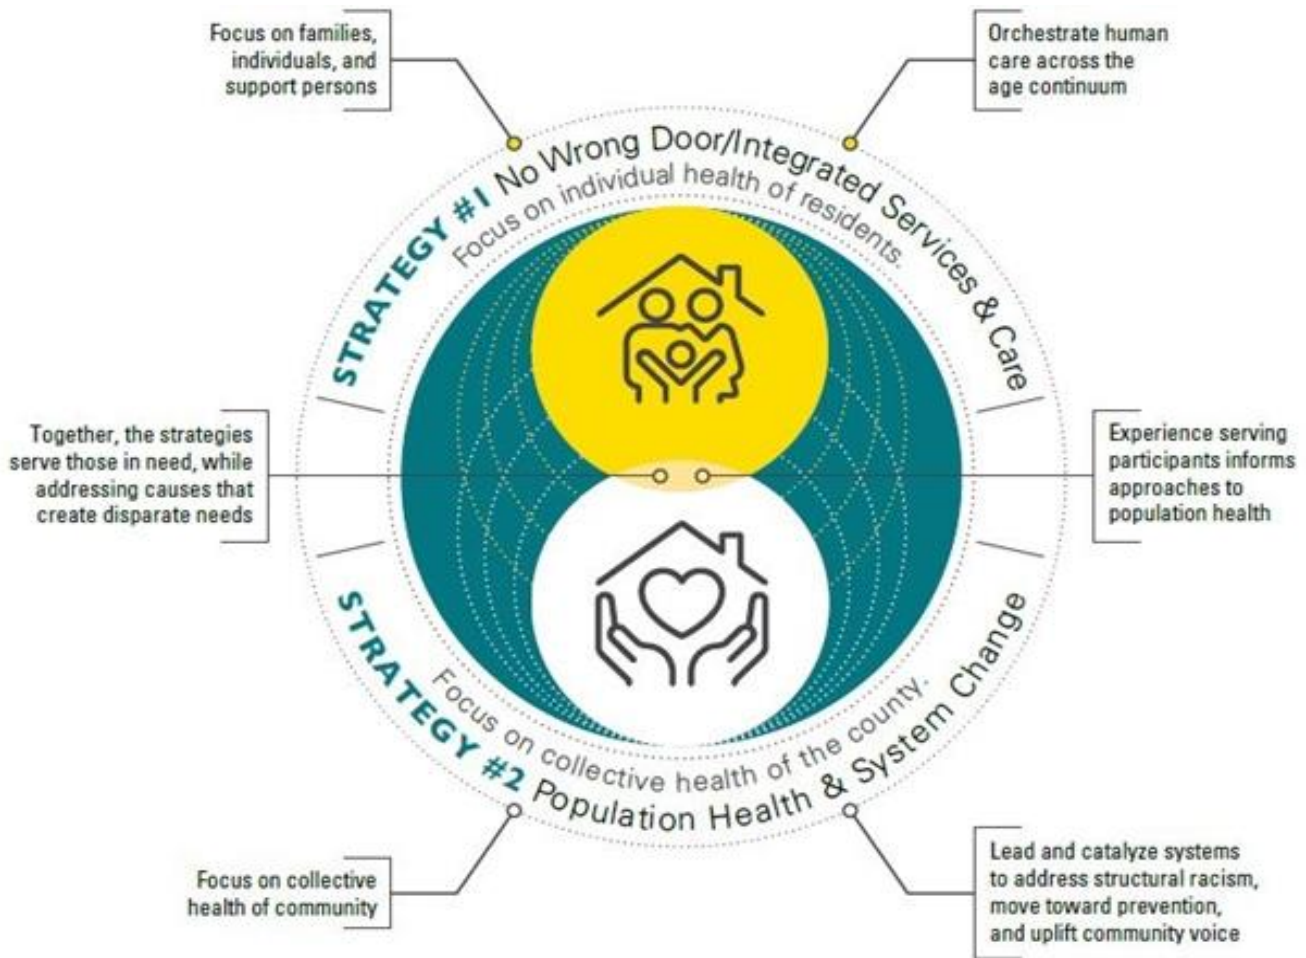 Focus on families,
individuals, and
support persons
Orchestrate human
care across the
age continuum
STRATEGY #1 No Wrong Door/Integrated Services & Care
Focus on individual health of residents.
Together, the strategies
serve those in need, while
addressing causes that
create disparate needs
Experience serving
participants informs
approaches to
population health
Focus on collective health of the county.
STRATEGY #2 Population Health & System Change
Focus on collective
health of community
Lead and catalyze systems
to address structural racism,
move toward prevention,
and uplift community voice